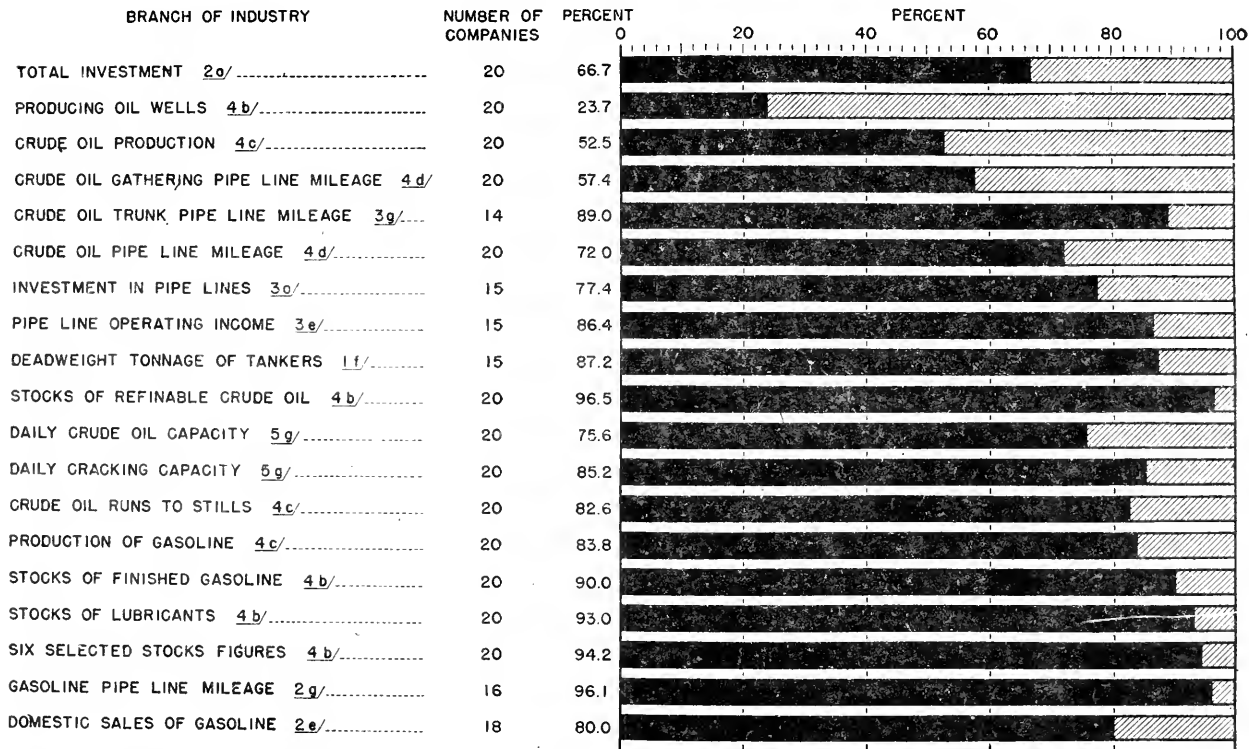 BRANCH OF INDUSTRY NUMBER OF PERCENT PERCENT
COMPANIES 0 20 40 60 80 100
TOTAL INVESTMENT 2a/ 20 66.7
PRODUCING OIL WELLS 4b/ 20 23.7
CRUDE OIL PRODUCTION 4c/ 20 52.5
CRUDE OIL GATHERING PIPE LINE MILEAGE 4d/ 20 57.4
CRUDE OIL TRUNK PIPE LINE MILEAGE 3g/ 14 89.0
CRUDE OIL PIPE LINE MILEAGE 4d/ 20 72 0
INVESTMENT IN PIPE LINES 3a/ 15 77.4
PIPE LINE OPERATING INCOME 3e/ 15 86.4
DEADWEIGHT TONNAGE OF TANKERS 1f/ 15 87.2
STOCKS OF REFINABLE CRUDE OIL 4b/ 20 96.5
DAILY CRUDE OIL CAPACITY 5g/ 20 75.6
DAILY CRACKING CAPACITY 5g/ 20 85.2
CRUDE OIL RUNS TO STILLS 4c/ 20 82.6
PRODUCTION OF GASOLINE 4c/ 20 83.8
STOCKS OF FINISHED GASOLINE 4b/ 20 90.0
STOCKS OF LUBRICANTS 4b/ 20 93.0
SIX SELECTED STOCKS FIGURES 4b/ 20 94.2
GASOLINE PIPE LINE MILEAGE 2g/ 16 96.1
DOMESTIC SALES OF GASOLINE 2e/ 18 80.0